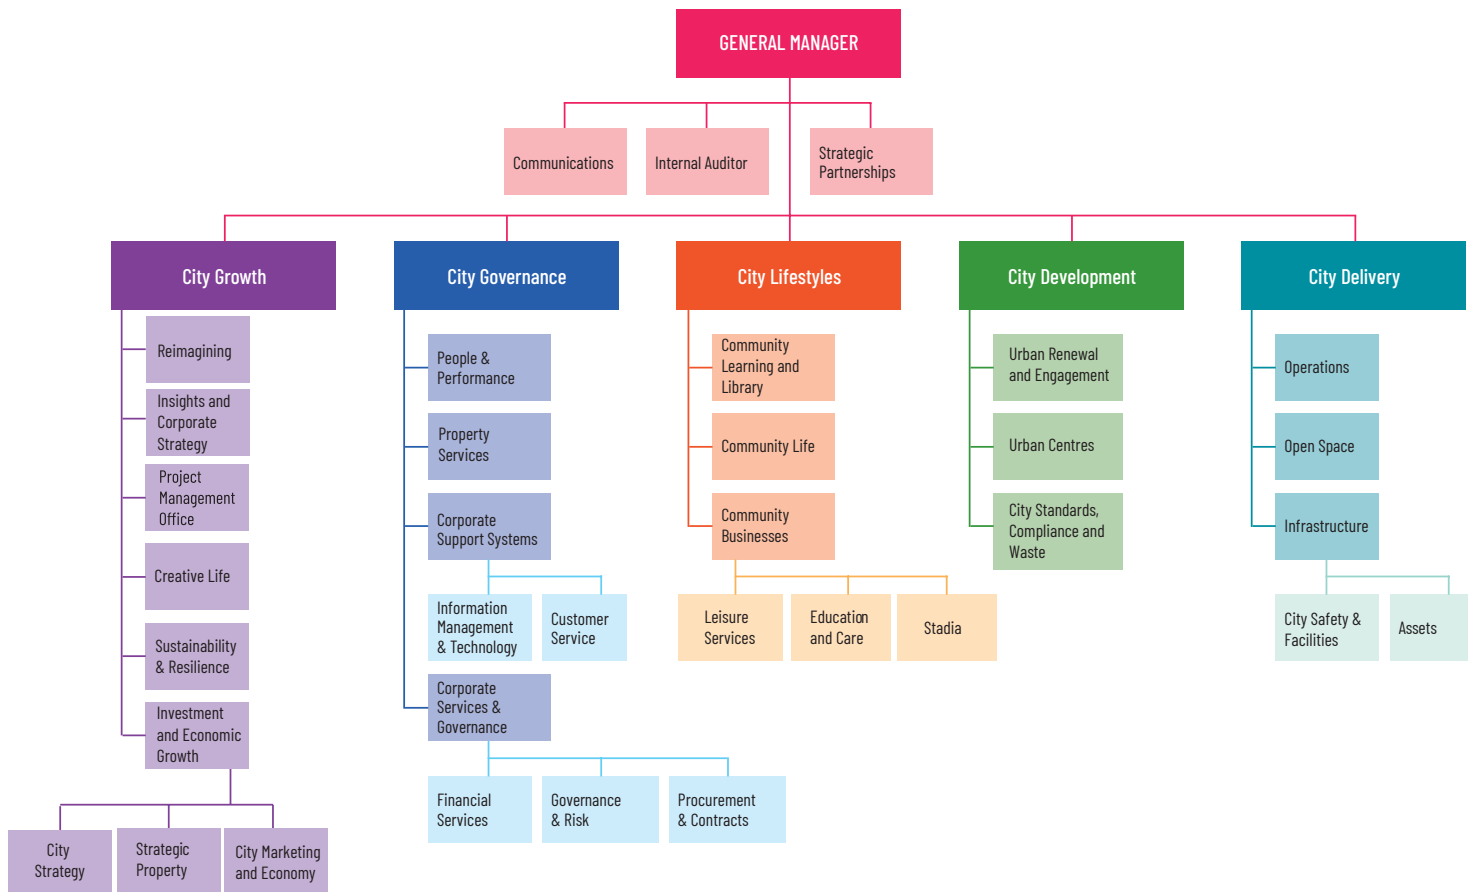 GENERAL MANAGER
Communications
Internal Auditor
Strategic
Partnerships
City Growth
Reimagining
Insights and
Corporate
Strategy
Project
Management
Office
Creative Life
Sustainability
& Resilience
Investment
and Economic
Growth
City
Strategy
Strategic
Property
City Marketing
and Economy
City Governance
People &
Performance
Property
Services
Corporate
Support Systems
Information
Management
& Technology
Customer
Service
Corporate
Services &
Governance
Financial
Services
Governance
& Risk
Procurement
& Contracts
City Lifestyles
Community
Learning and
Library
Community Life
Community
Businesses
Leisure
Services
Education
and Care
Stadia
City Development
Urban Renewal
and Engagement
Urban Centres
City Standards,
Compliance and
Waste
City Delivery
Operations
Open Space
Infrastructure
City Safety &
Facilities
Assets